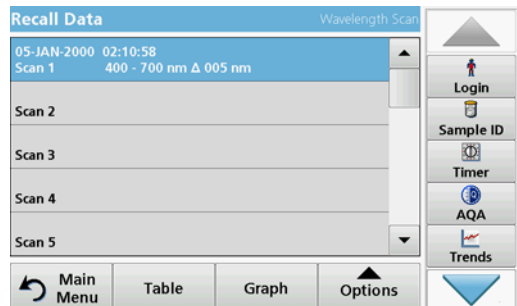 Recall Data Wavelength Scan
05-JAN-2000 02:10:58
Scan 1 400 - 700 nm Δ 005 nm
Scan 2
Scan 3
Scan 4
Scan 5
Main Menu Table Graph Options
Login
Sample ID
Timer
AQA
Trends